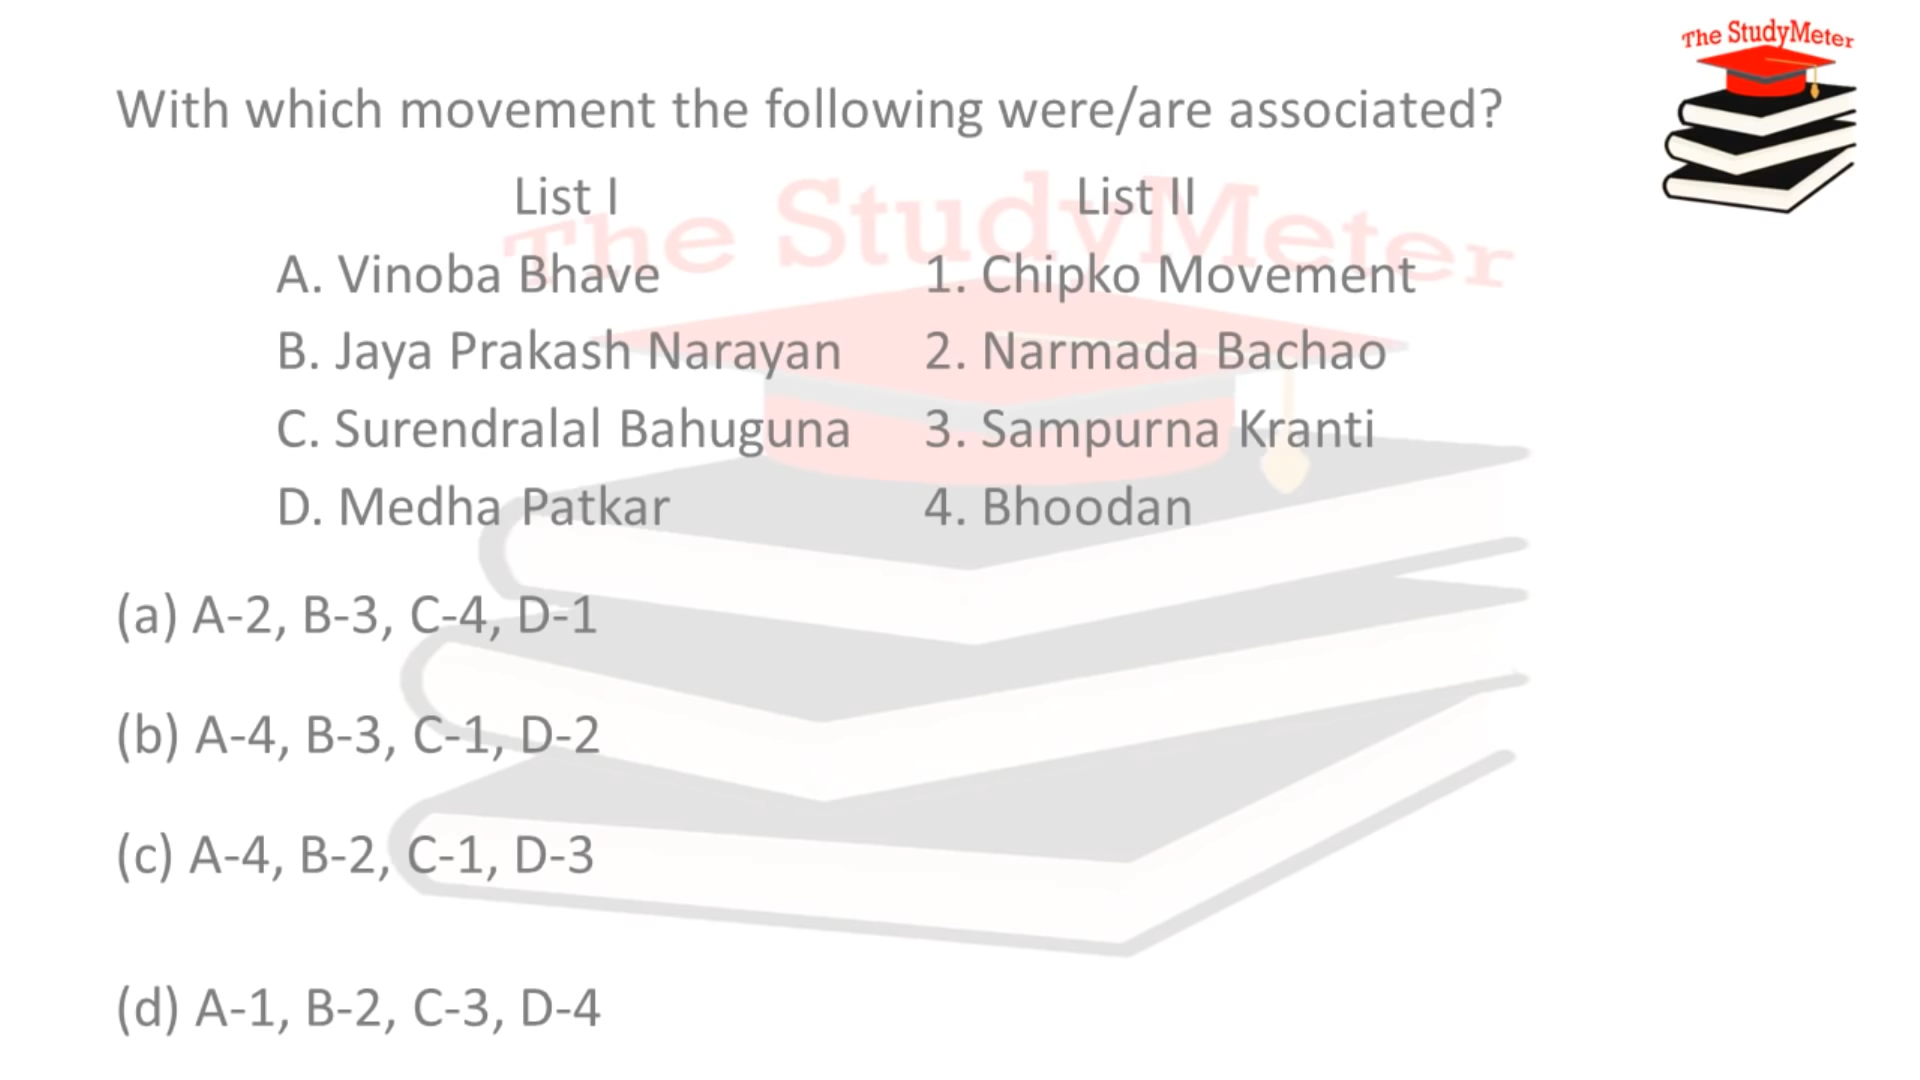 The StudyMeter
With which movement the following were/are associated?
List I List II
The StudyMeter
A. Vinoba Bhave 1. Chipko Movement
B. Jaya Prakash Narayan 2. Narmada Bachao
C. Surendralal Bahuguna 3. Sampurna Kranti
D. Medha Patkar 4. Bhoodan
(a) A-2, B-3, C-4, D-1
(b) A-4, B-3, C-1, D-2
(c) A-4, B-2, C-1, D-3
(d) A-1, B-2, C-3, D-4